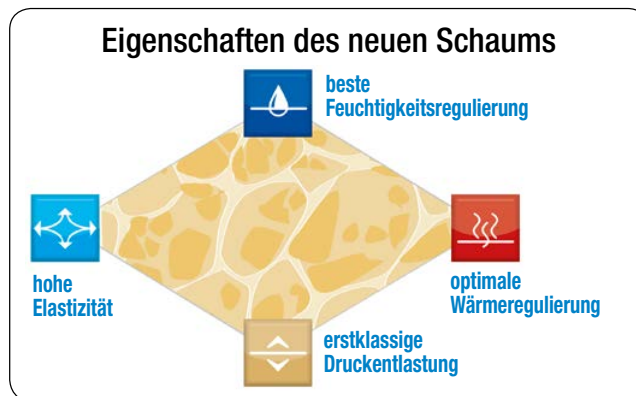 Eigenschaften des neuen Schaums
beste
Feuchtigkeitsregulierung
hohe
Elastizität
optimale
Wärmeregulierung
erstklassige
Druckentlastung